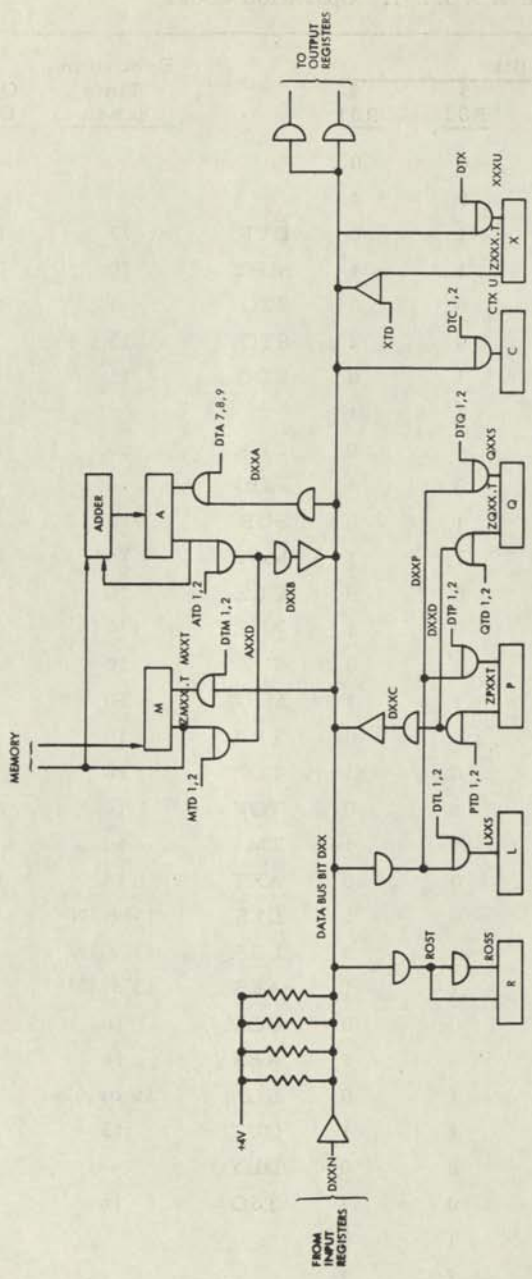 FROM
INPUT
REGISTERS
DXXN
+4V
DATA BUS BIT DXX
MEMORY
M
ZMXX.T
MXXT
MTD 1,2
DTM 1,2
ADDER
A
ATD 1,2
AXXD
DTA 7,8,9
DXXA
DXXB
TO
OUTPUT
REGISTERS
R
ROST
ROSS
L
DTL 1,2
LXXS
DXXC
PTD 1,2
P
ZPXXT
DTP 1,2
DXXD
DXXP
QTD 1,2
Q
ZQXX.T
QXXS
DTQ 1,2
C
DTC 1,2
XTD
X
CTX U
ZXXX.T
XXXU
DTX